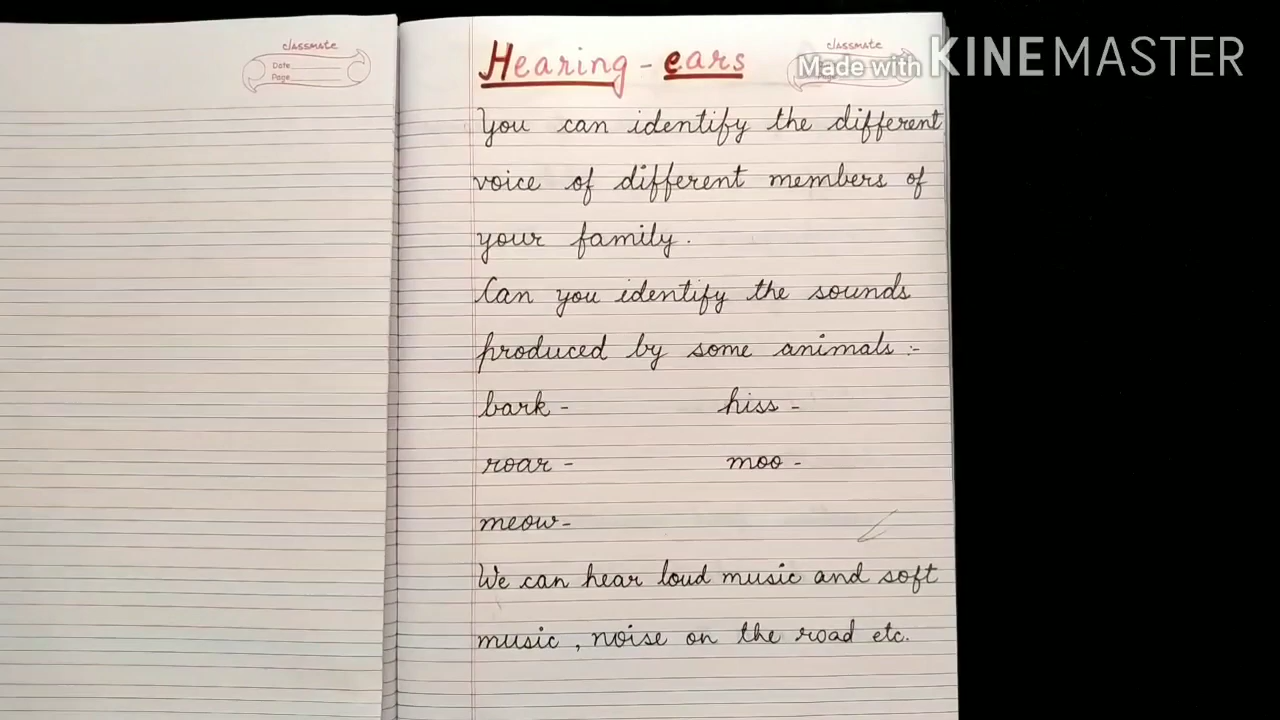 classmate
Date
Page
classmate
Made with KINEMASTER
Hearing - ears
You can identify the different
voice of different members of
your family.
Can you identify the sounds
produced by some animals :-
bark - hiss -
roar - moo -
meow-
We can hear loud music and soft
music, noise on the road etc.